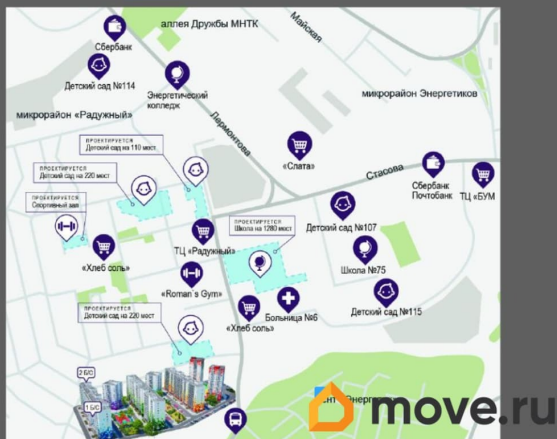 аллея Дружбы МНТК
Майская
Сбербанк
Детский сад №114
Энергетический
колледж
микрорайон Энергетиков
микрорайон «Радужный»
Лермонтова
ПРОЕКТИРУЕТСЯ
Детский сад на 110 мест
«Слата»
Стасова
ПРОЕКТИРУЕТСЯ
Детский сад на 220 мест
Сбербанк
Почтобанк
ТЦ «БУМ
ПРОЕКТИРУЕТСЯ
Спортивный зал
ПРОЕКТИРУЕТСЯ
Школа на 1280 мест
Детский сад №107
ТЦ «Радужный»
«Хлеб соль»
Школа №75
«Roman`s Gym»
Детский сад №115
Больница №6
«Хлеб соль»
ПРОЕКТИРУЕТСЯ
Детский сад на 220 мест
2 Б/С
1 Б/С
move.ru